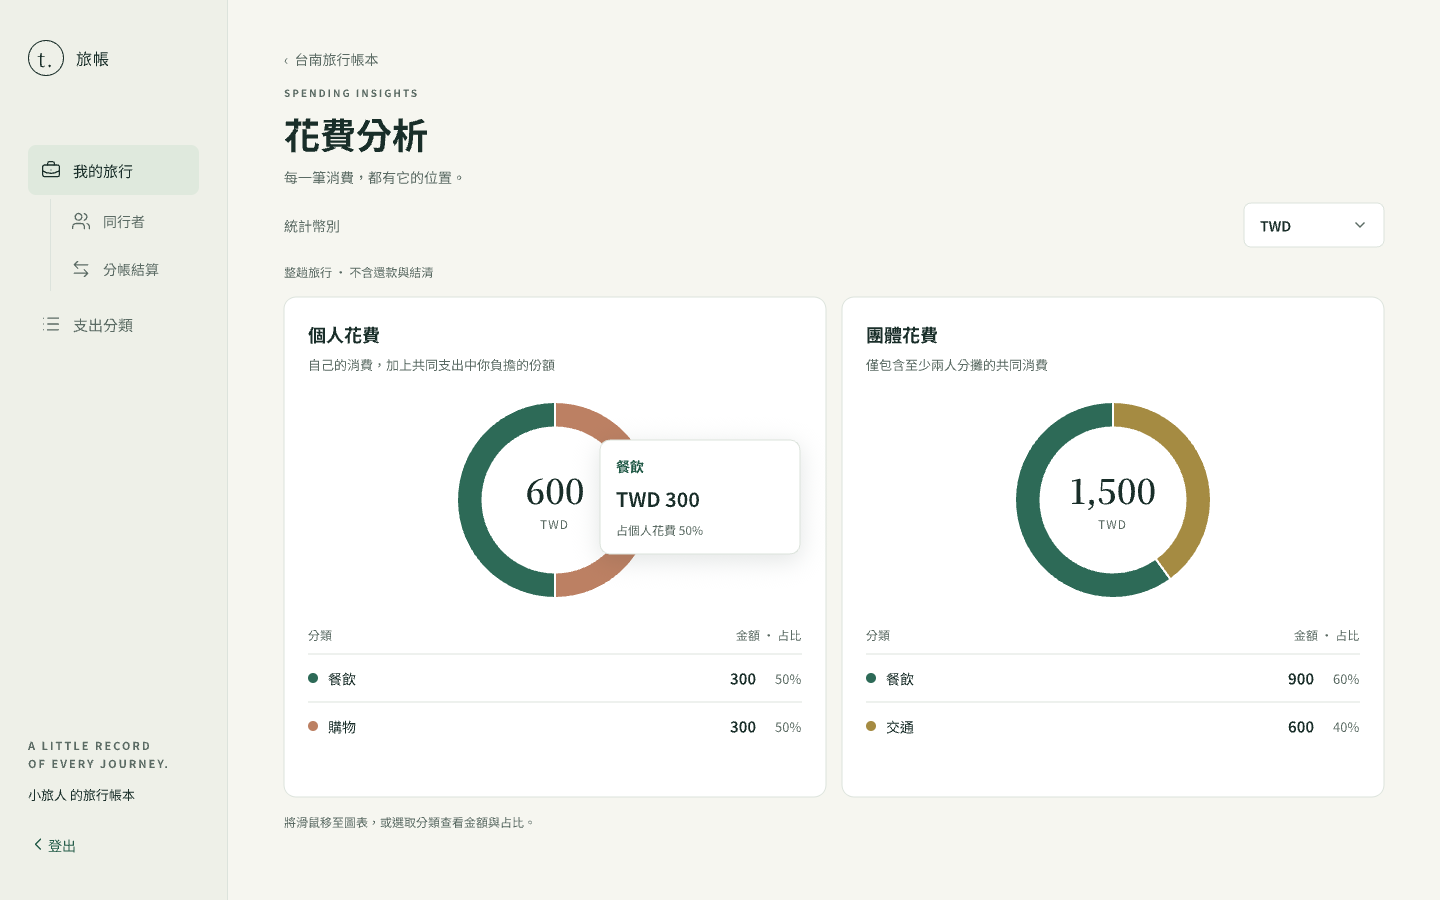 t. 旅帳
我的旅行
同行者
分帳結算
支出分類
A LITTLE RECORD
OF EVERY JOURNEY.
小旅人 的旅行帳本
登出
‹ 台南旅行帳本
SPENDING INSIGHTS
花費分析
每一筆消費，都有它的位置。
統計幣別
TWD
整趟旅行・不含還款與結清
個人花費
自己的消費，加上共同支出中你負擔的份額
600
TWD
餐飲
TWD 300
占個人花費 50%
分類 金額・占比
餐飲 300 50%
購物 300 50%
團體花費
僅包含至少兩人分攤的共同消費
1,500
TWD
分類 金額・占比
餐飲 900 60%
交通 600 40%
將滑鼠移至圖表，或選取分類查看金額與占比。